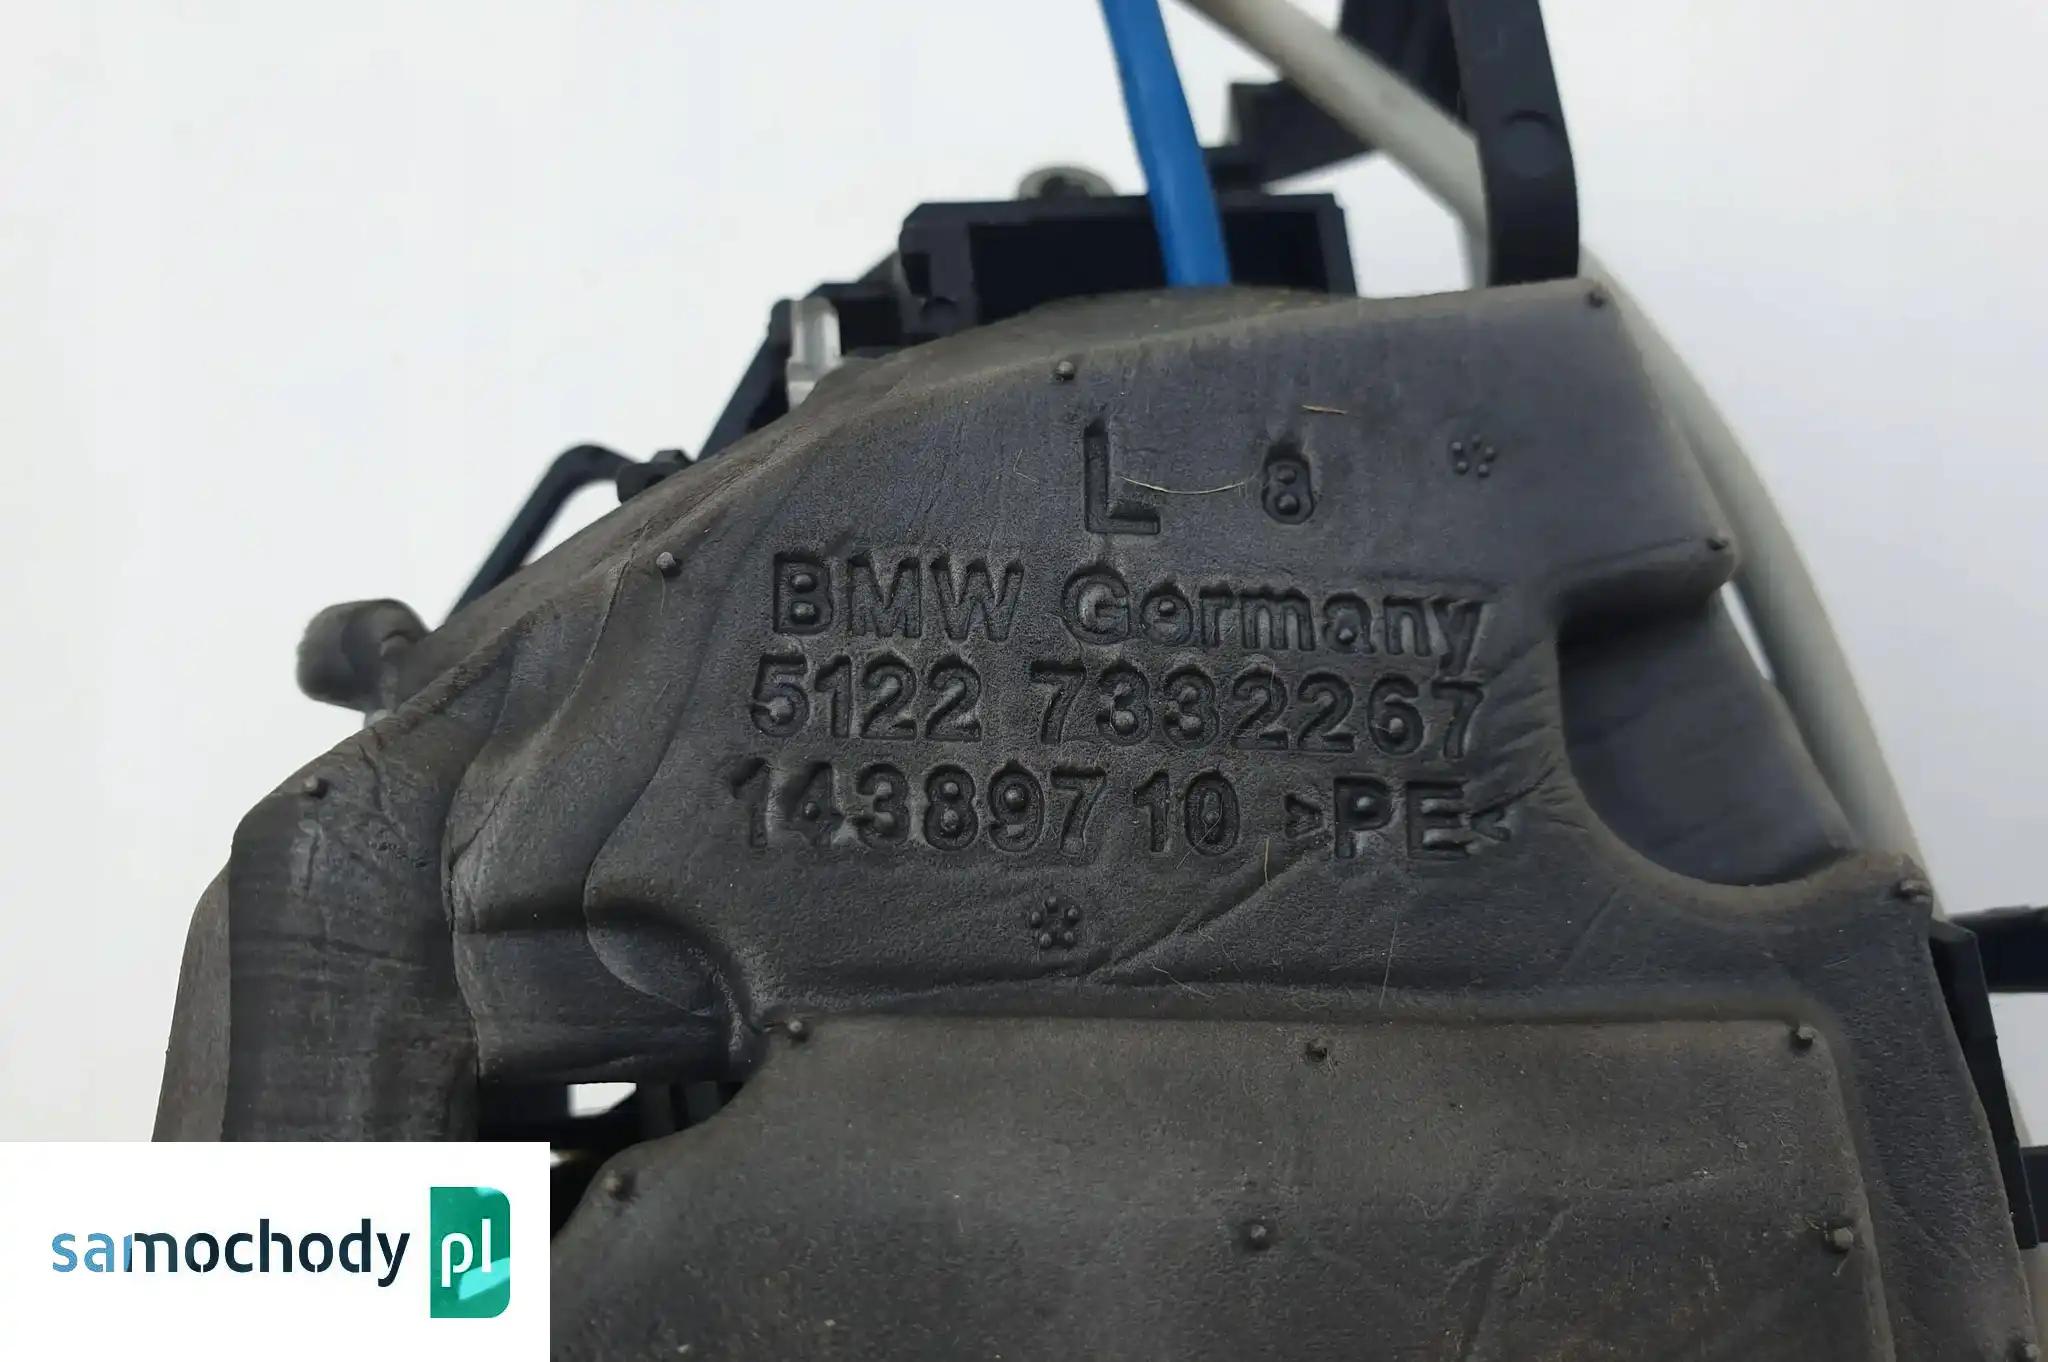 L 8
BMW Germany
5122 7332267
14389710 >PE<
samochody pl